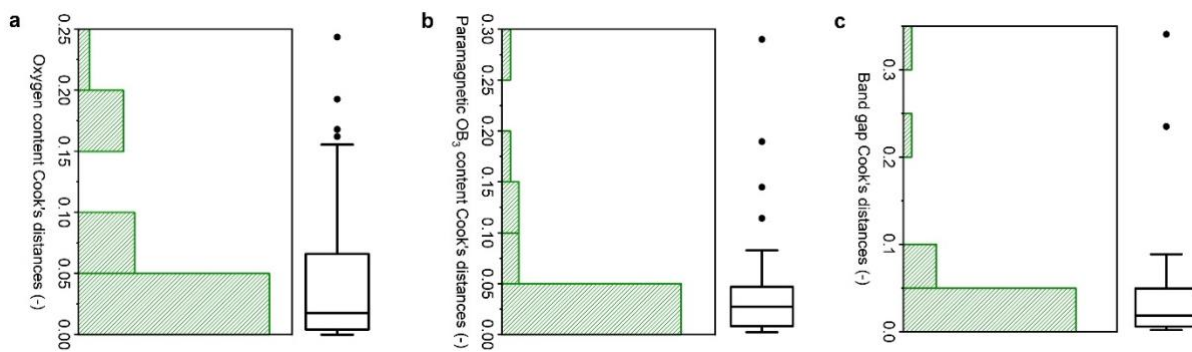 a
0.25
0.20
0.15
0.10
0.05
0.00
Oxygen content Cook's distances (-)
b
0.30
0.25
0.20
0.15
0.10
0.05
0.00
Paramagnetic OB₃ content Cook's distances (-)
c
0.3
0.2
0.1
0.0
Band gap Cook's distances (-)